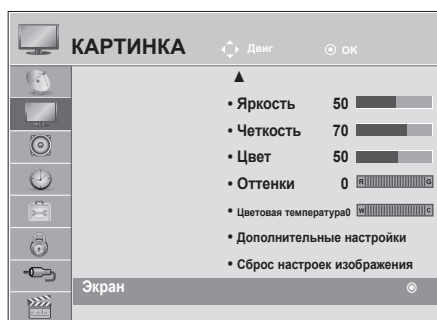 КАРТИНКА Двиг OK
▲
• Яркость 50
• Четкость 70
• Цвет 50
• Оттенки 0 R G
• Цветовая температура0 W C
• Дополнительные настройки
• Сброс настроек изображения
Экран